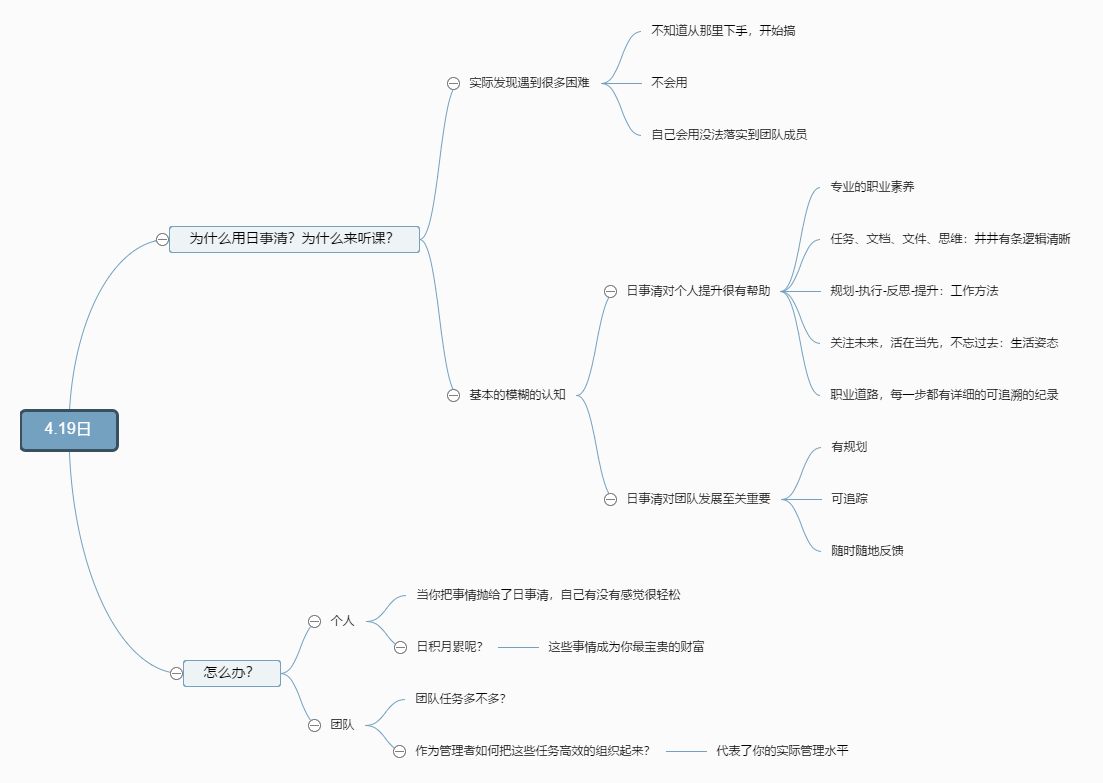 4.19日
为什么用日事清？为什么来听课？
实际发现遇到很多困难
不知道从那里下手，开始搞
不会用
自己会用没法落实到团队成员
基本的模糊的认知
日事清对个人提升很有帮助
专业的职业素养
任务、文档、文件、思维：井井有条逻辑清晰
规划-执行-反思-提升：工作方法
关注未来，活在当先，不忘过去：生活姿态
职业道路，每一步都有详细的可追溯的纪录
日事清对团队发展至关重要
有规划
可追踪
随时随地反馈
怎么办？
个人
当你把事情抛给了日事清，自己有没有感觉很轻松
日积月累呢？
这些事情成为你最宝贵的财富
团队
团队任务多不多？
作为管理者如何把这些任务高效的组织起来？
代表了你的实际管理水平